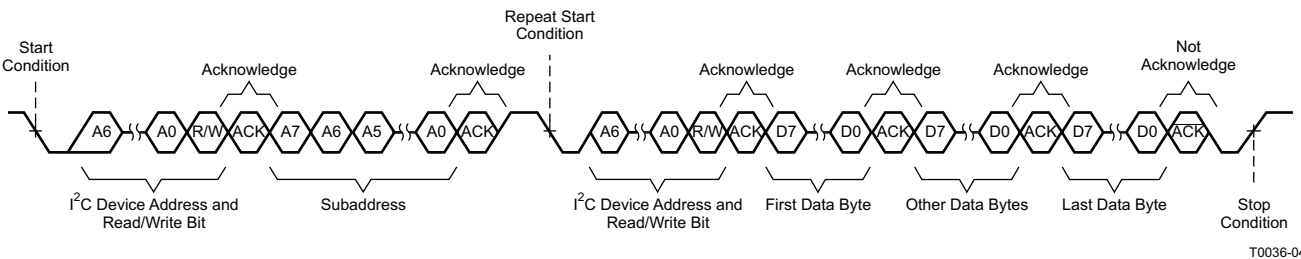 Repeat Start
Condition
Start
Condition
Not
Acknowledge
Acknowledge
Acknowledge
Acknowledge
Acknowledge
Acknowledge
A6
A0
R/W
ACK
A7
A6
A5
A0
ACK
A6
A0
R/W
ACK
D7
D0
ACK
D7
D0
ACK
D7
D0
ACK
I²C Device Address and
Read/Write Bit
Subaddress
I²C Device Address and
Read/Write Bit
First Data Byte
Other Data Bytes
Last Data Byte
Stop
Condition
T0036-04